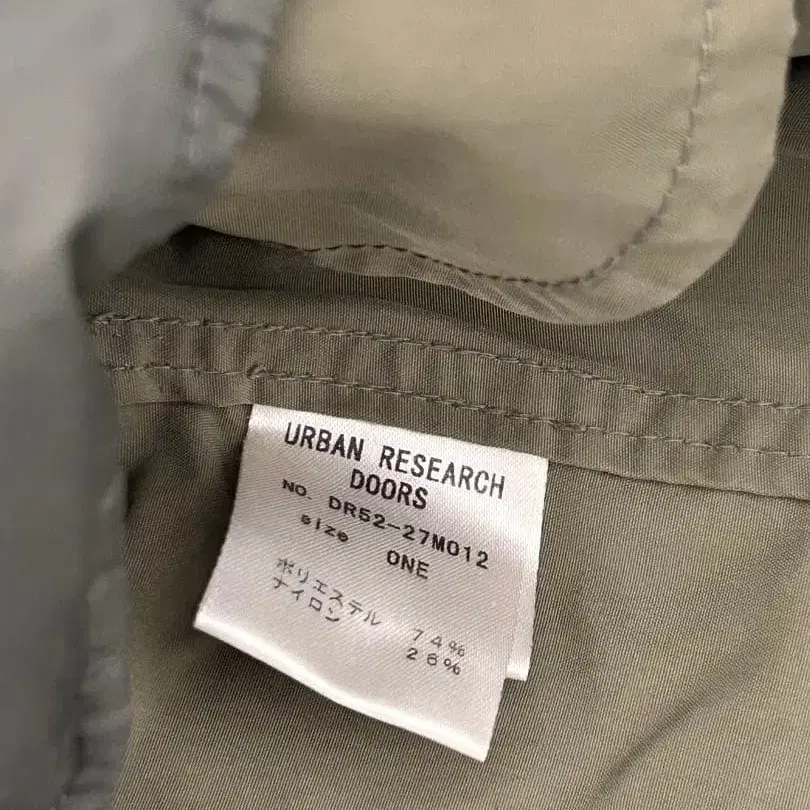 URBAN RESEARCH
DOORS
NO. DR52-27M012
size ONE
ポリエステル 74%
ナイロン 26%